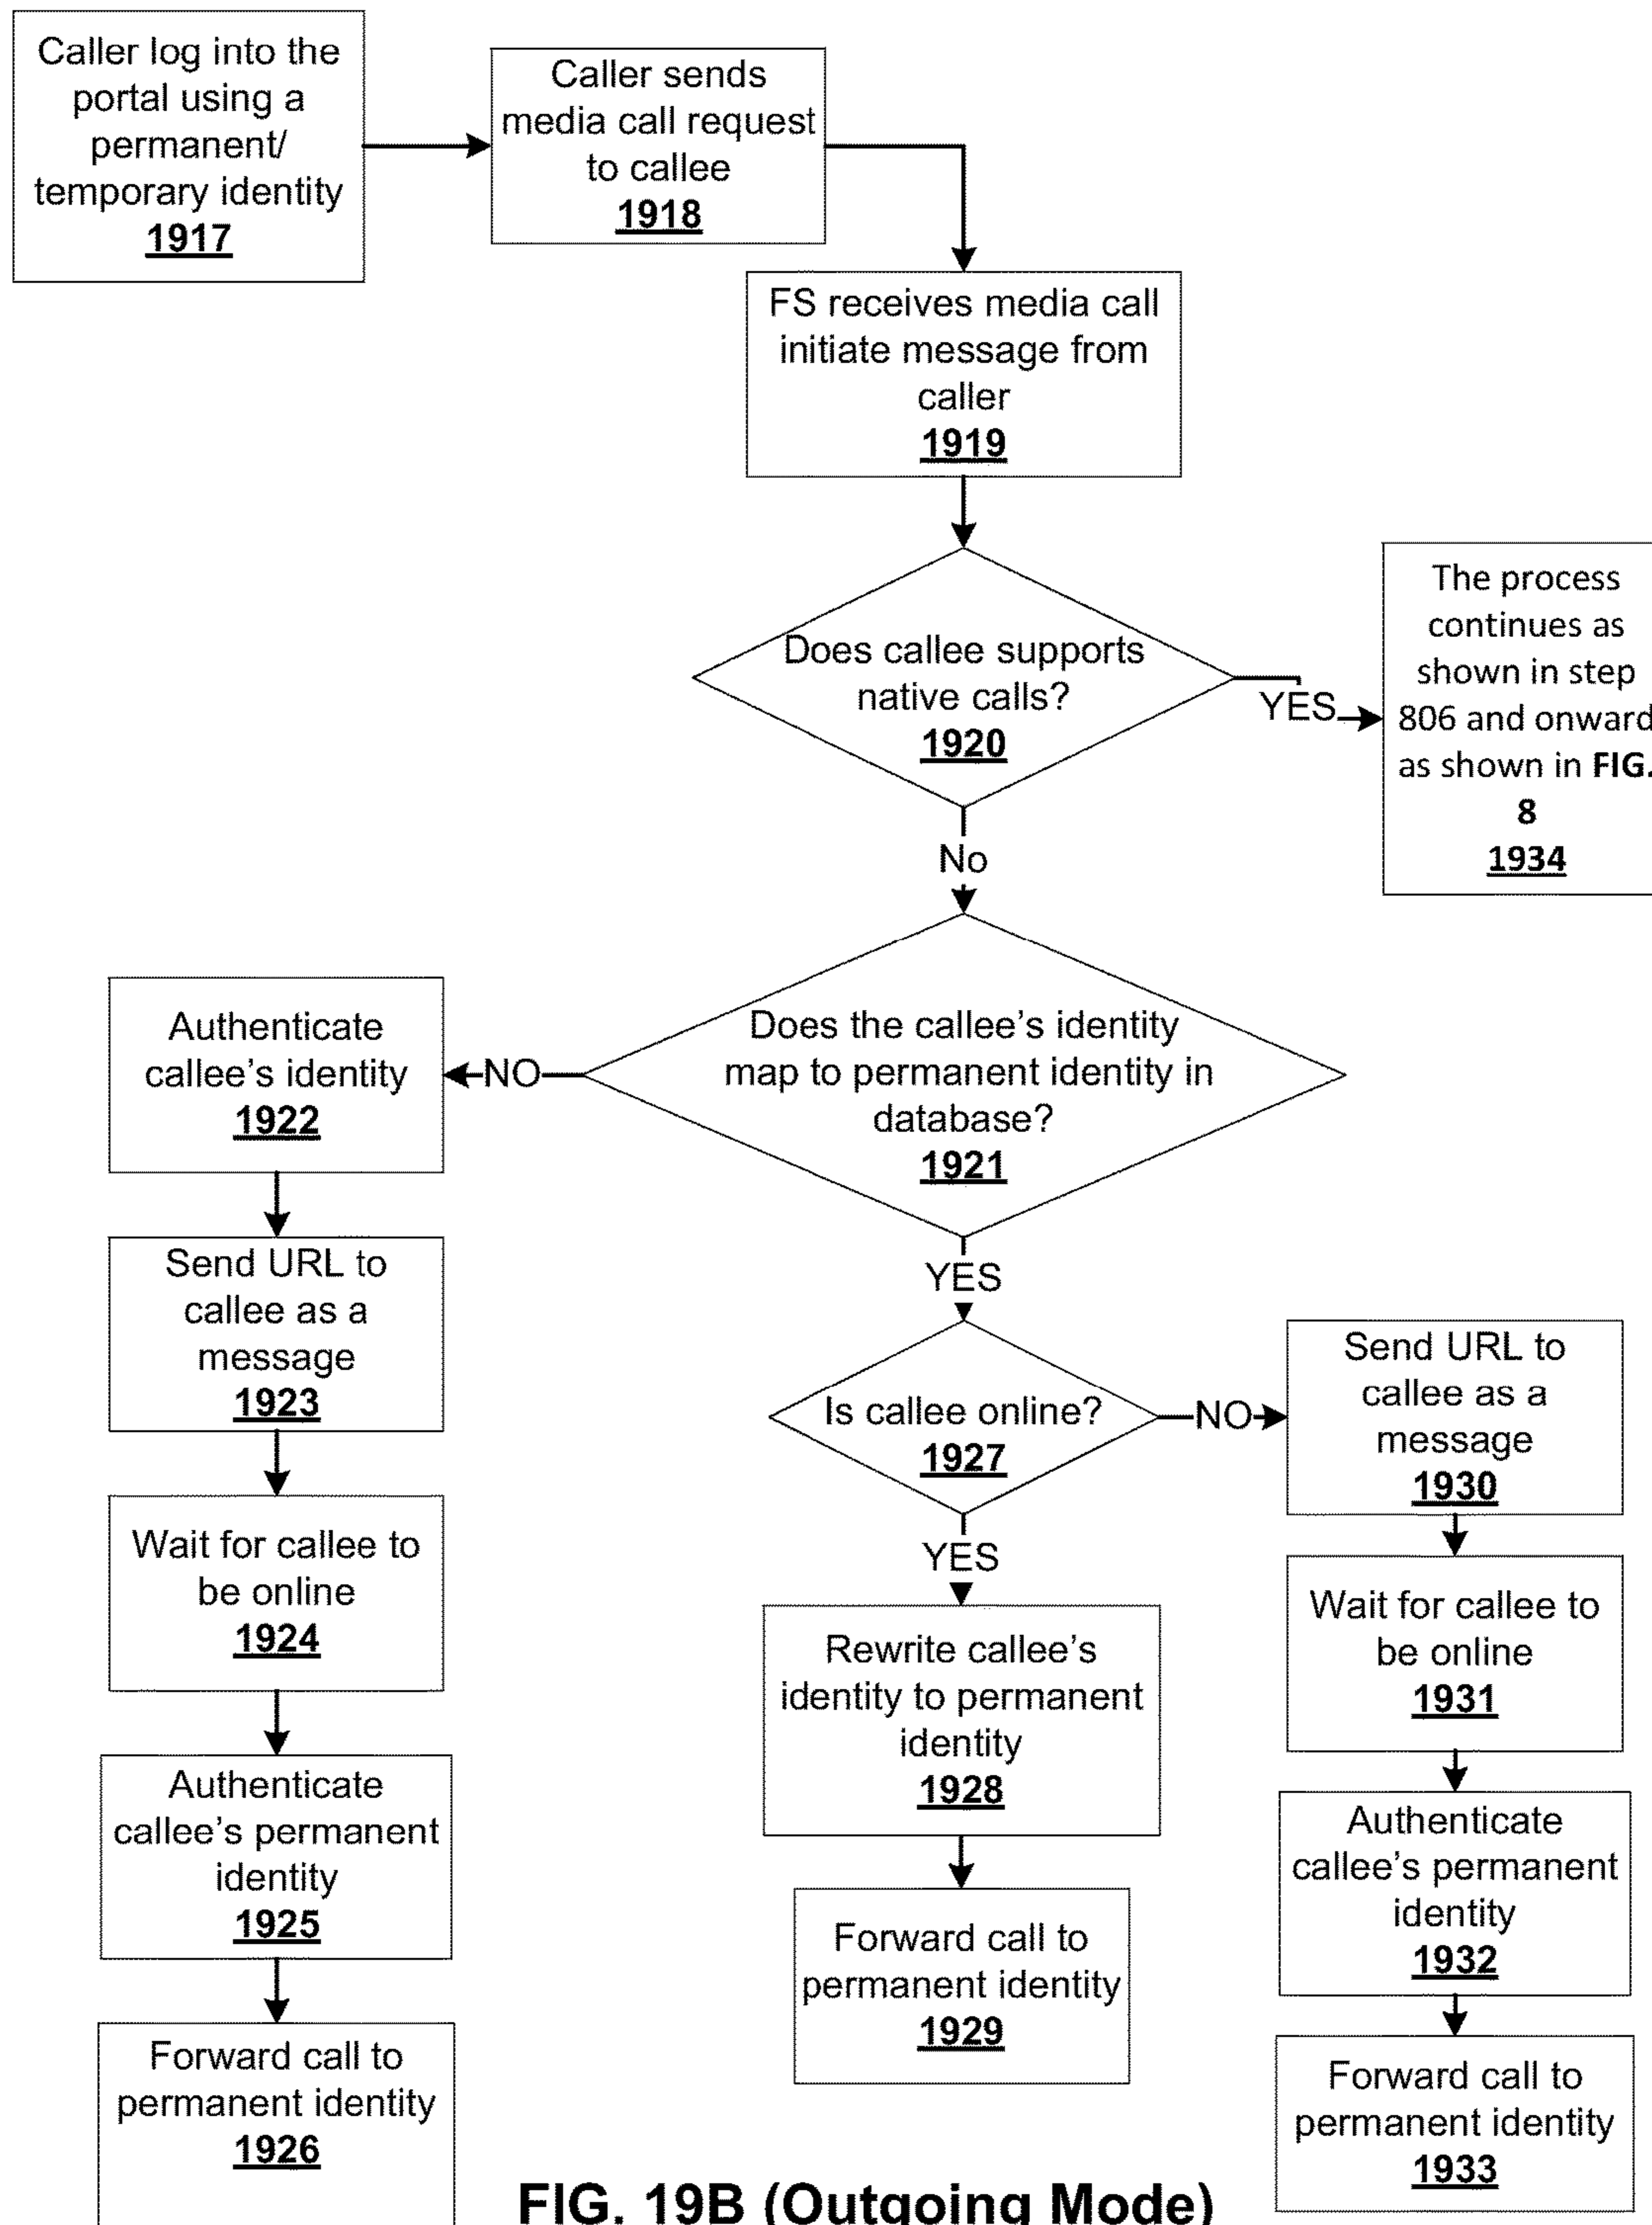 Caller log into the
portal using a
permanent/
temporary identity
1917
Caller sends
media call request
to callee
1918
FS receives media call
initiate message from
caller
1919
Does callee supports
native calls?
1920
YES
The process
continues as
shown in step
806 and onward
as shown in FIG.
8
1934
No
Does the callee's identity
map to permanent identity in
database?
1921
NO
Authenticate
callee's identity
1922
Send URL to
callee as a
message
1923
Wait for callee to
be online
1924
Authenticate
callee's permanent
identity
1925
Forward call to
permanent identity
1926
YES
Is callee online?
1927
YES
Rewrite callee's
identity to permanent
identity
1928
Forward call to
permanent identity
1929
NO
Send URL to
callee as a
message
1930
Wait for callee to
be online
1931
Authenticate
callee's permanent
identity
1932
Forward call to
permanent identity
1933
FIG. 19B (Outgoing Mode)